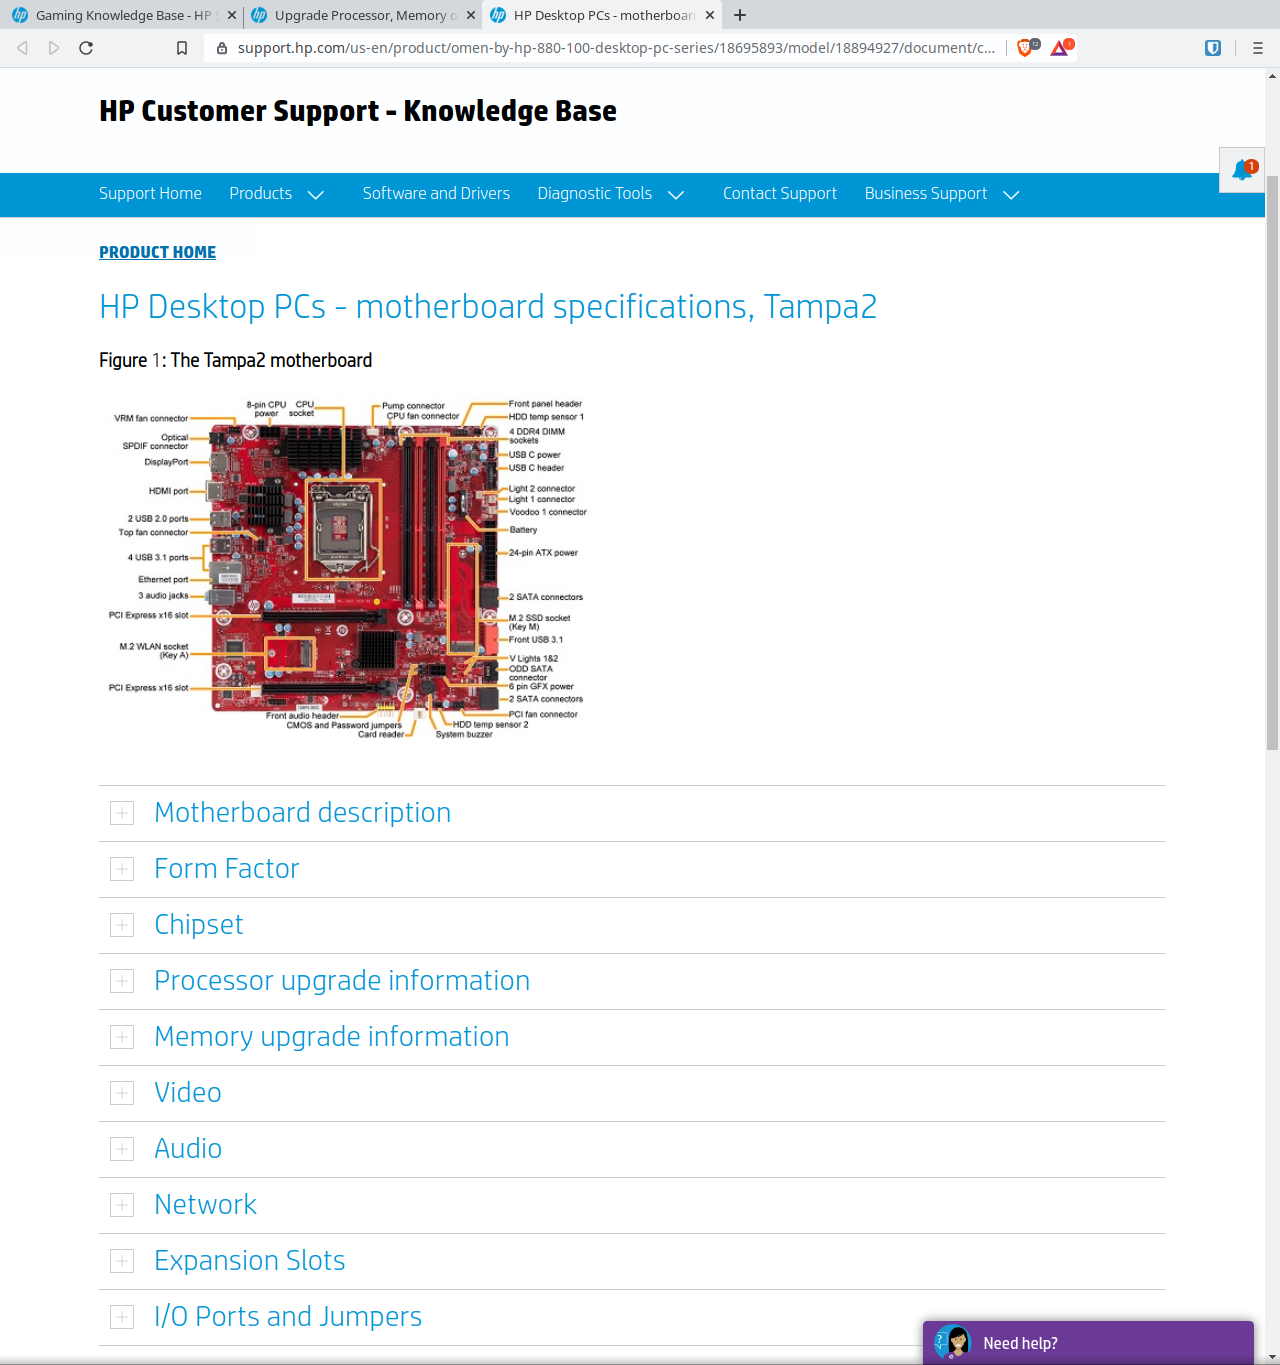 Gaming Knowledge Base - HP S
Upgrade Processor, Memory o
HP Desktop PCs - motherboard
support.hp.com/us-en/product/omen-by-hp-880-100-desktop-pc-series/18695893/model/18894927/document/c...
12
1
HP Customer Support - Knowledge Base
1
Support Home Products Software and Drivers Diagnostic Tools Contact Support Business Support
PRODUCT HOME
HP Desktop PCs - motherboard specifications, Tampa2
Figure 1: The Tampa2 motherboard
8-pin CPU power
CPU socket
Pump connector
CPU fan connector
Front panel header
HDD temp sensor 1
VRM fan connector
4 DDR4 DIMM sockets
Optical SPDIF connector
USB C power
DisplayPort
USB C header
HDMI port
Light 2 connector
Light 1 connector
Voodoo 1 connector
2 USB 2.0 ports
Top fan connector
Battery
4 USB 3.1 ports
24-pin ATX power
Ethernet port
3 audio jacks
2 SATA connectors
PCI Express x16 slot
M.2 SSD socket (Key M)
Front USB 3.1
M.2 WLAN socket (Key A)
V Lights 1&2
ODD SATA connector
PCI Express x16 slot
6 pin GFX power
2 SATA connectors
Front audio header
PCI fan connector
CMOS and Password jumpers
HDD temp sensor 2
Card reader
System buzzer
Motherboard description
Form Factor
Chipset
Processor upgrade information
Memory upgrade information
Video
Audio
Network
Expansion Slots
I/O Ports and Jumpers
Need help?